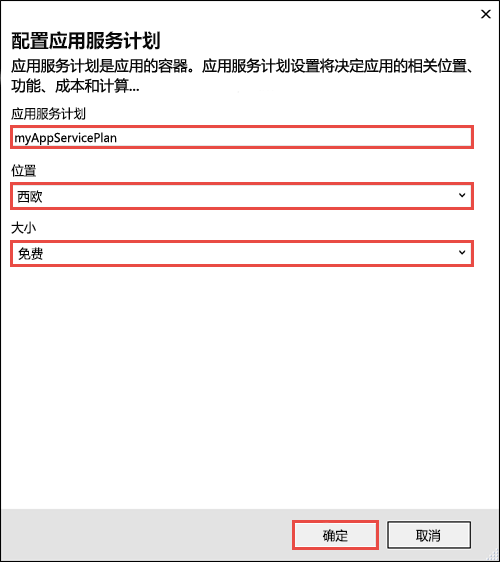 配置应用服务计划
应用服务计划是应用的容器。应用服务计划设置将决定应用的相关位置、
功能、成本和计算...
应用服务计划
myAppServicePlan
位置
西欧
大小
免费
确定
取消